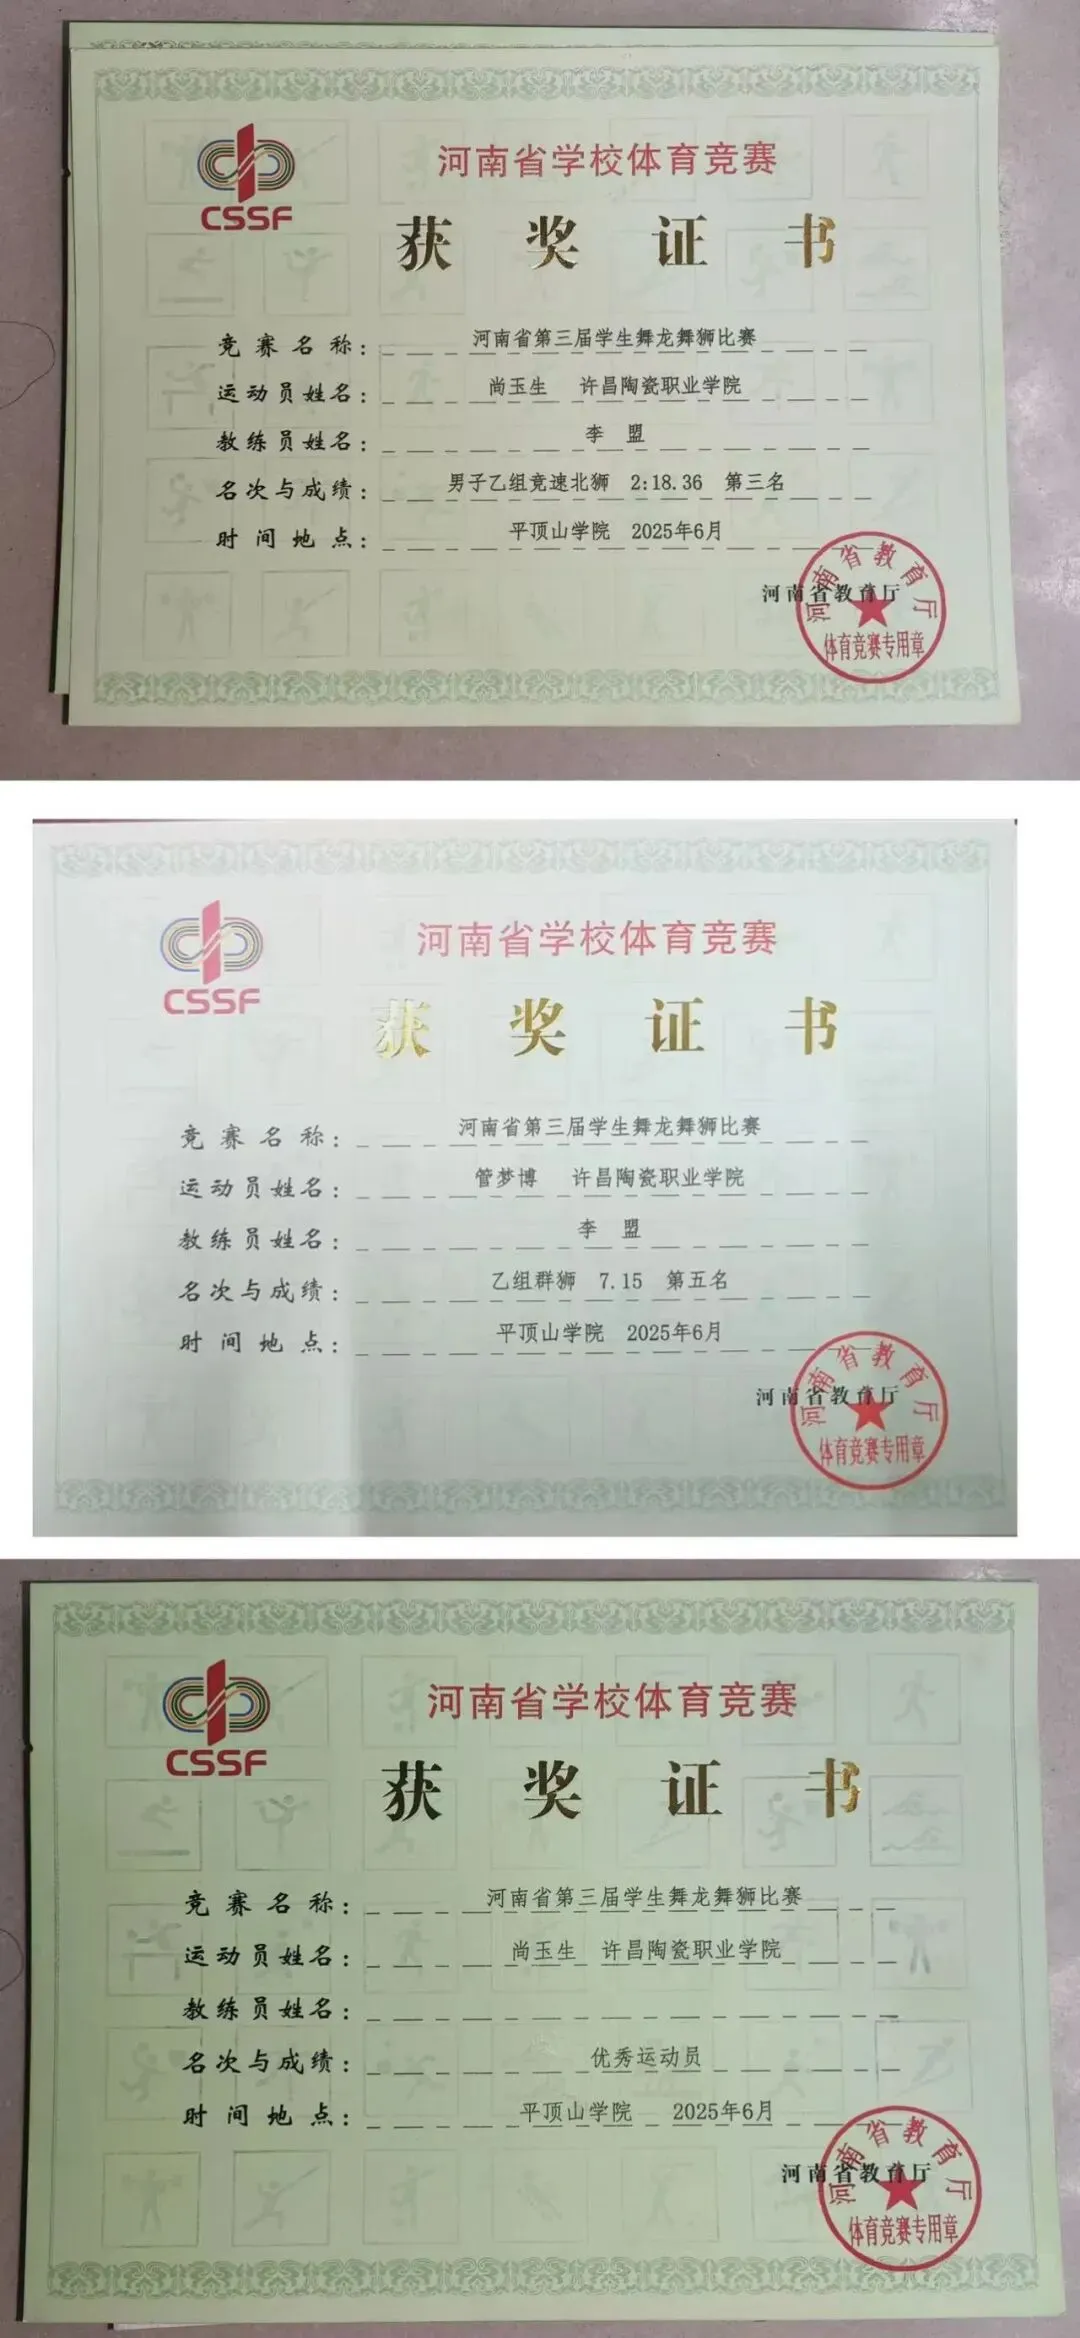 CSSF
河南省学校体育竞赛
获奖证书
竞赛名称: 河南省第三届学生舞龙舞狮比赛
运动员姓名: 尚玉生 许昌陶瓷职业学院
教练员姓名: 李 盟
名次与成绩: 男子乙组竞速北狮 2:18.36 第三名
时间地点: 平顶山学院 2025年6月
河南省教育厅
河南省教育厅
体育竞赛专用章
CSSF
河南省学校体育竞赛
获奖证书
竞赛名称: 河南省第三届学生舞龙舞狮比赛
运动员姓名: 管梦博 许昌陶瓷职业学院
教练员姓名: 李 盟
名次与成绩: 乙组群狮 7.15 第五名
时间地点: 平顶山学院 2025年6月
河南省教育厅
河南省教育厅
体育竞赛专用章
CSSF
河南省学校体育竞赛
获奖证书
竞赛名称: 河南省第三届学生舞龙舞狮比赛
运动员姓名: 尚玉生 许昌陶瓷职业学院
教练员姓名:
名次与成绩: 优秀运动员
时间地点: 平顶山学院 2025年6月
河南省教育厅
河南省教育厅
体育竞赛专用章